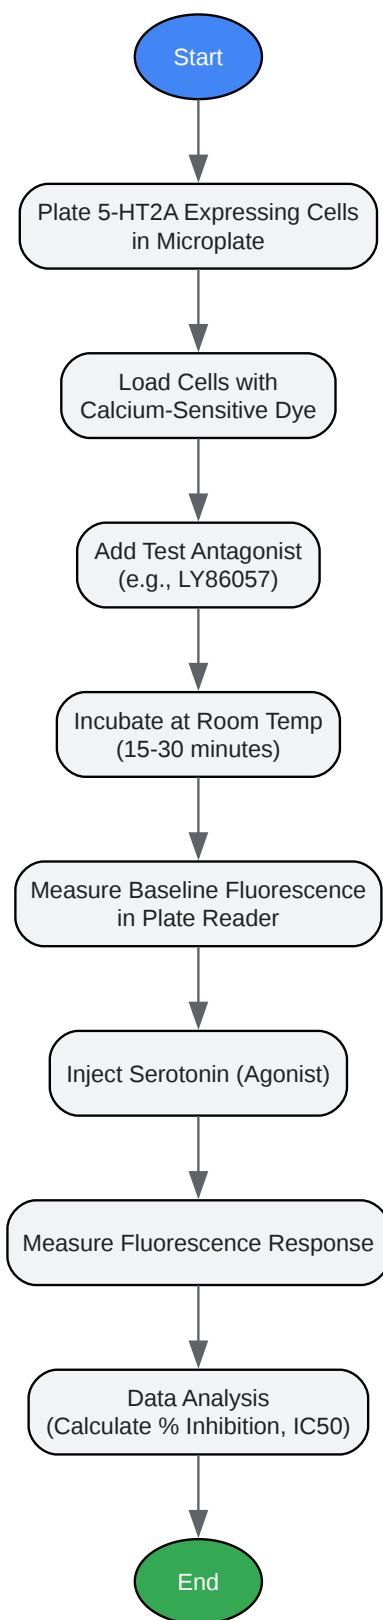 Start
Plate 5-HT2A Expressing Cells
in Microplate
Load Cells with
Calcium-Sensitive Dye
Add Test Antagonist
(e.g., LY86057)
Incubate at Room Temp
(15-30 minutes)
Measure Baseline Fluorescence
in Plate Reader
Inject Serotonin (Agonist)
Measure Fluorescence Response
Data Analysis
(Calculate % Inhibition, IC50)
End